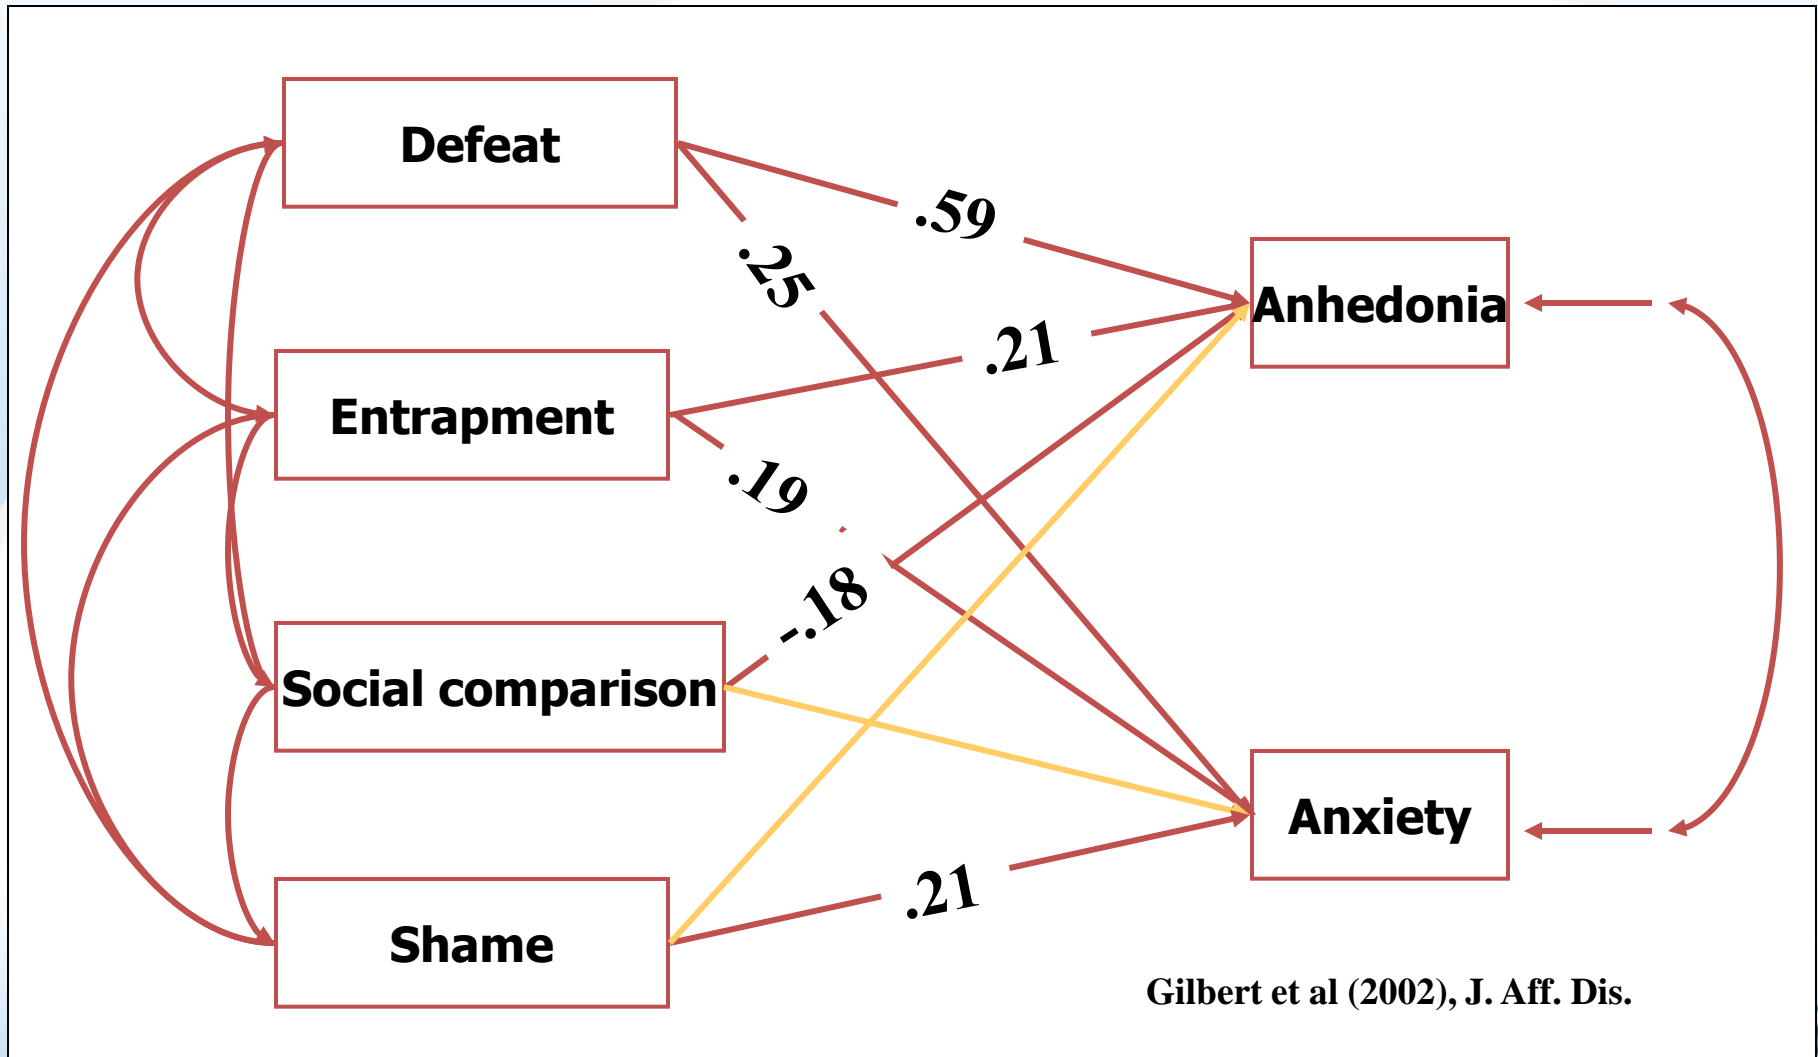 Defeat
.59
.25
Anhedonia
.21
Entrapment
.19
-.18
Social comparison
Anxiety
.21
Shame
Gilbert et al (2002), J. Aff. Dis.